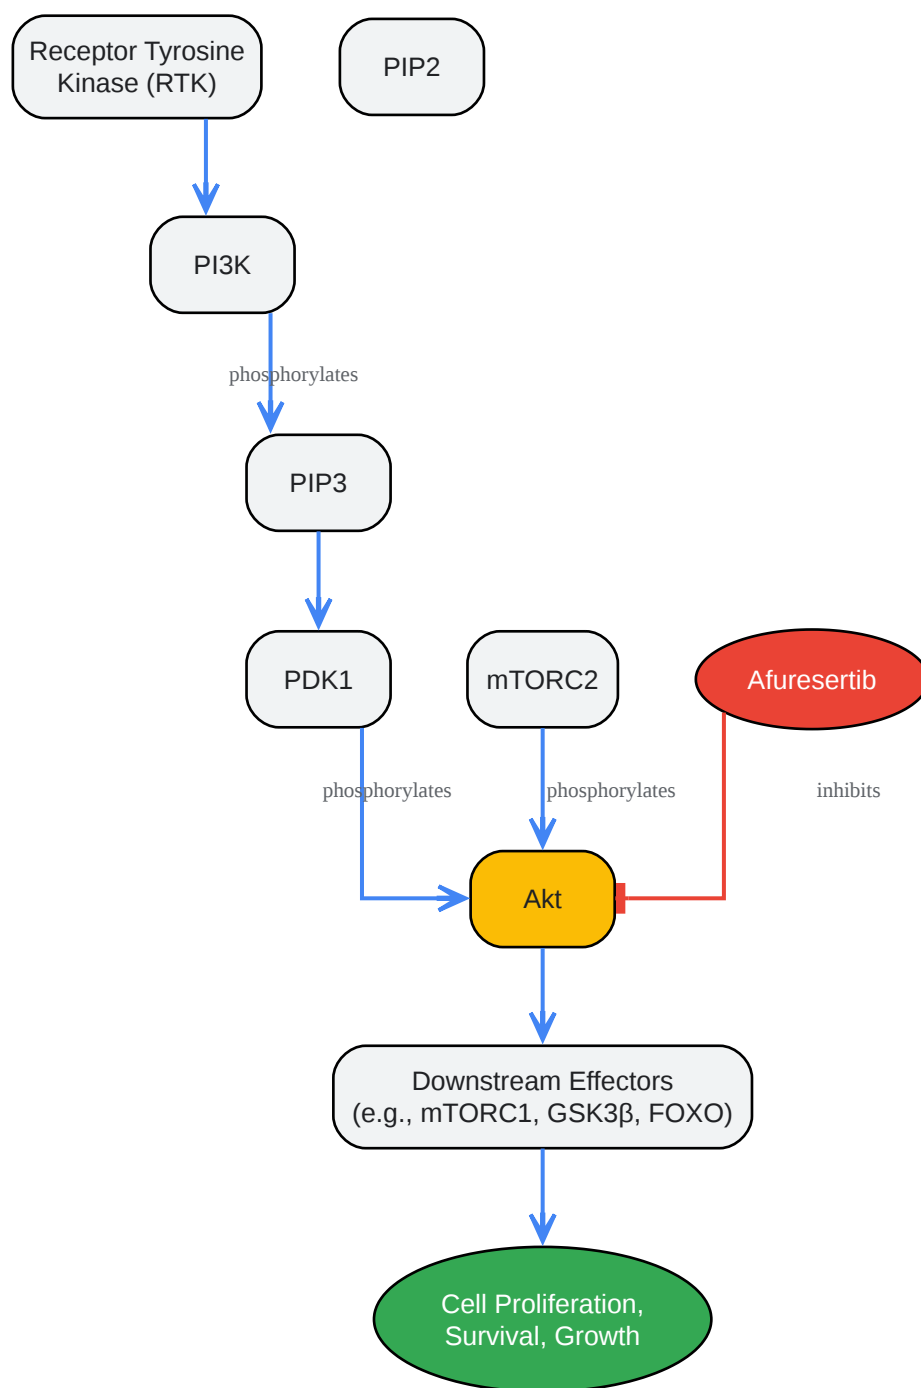 Receptor Tyrosine
Kinase (RTK)
PIP2
PI3K
phosphorylates
PIP3
PDK1
mTORC2
Afuresertib
phosphorylates
phosphorylates
inhibits
Akt
Downstream Effectors
(e.g., mTORC1, GSK3β, FOXO)
Cell Proliferation,
Survival, Growth